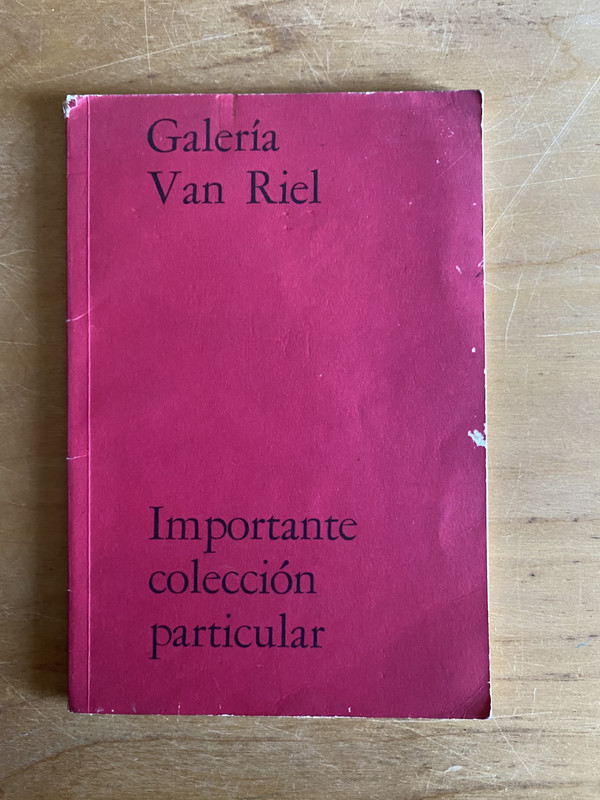 Galería
Van Riel
Importante
colección
particular